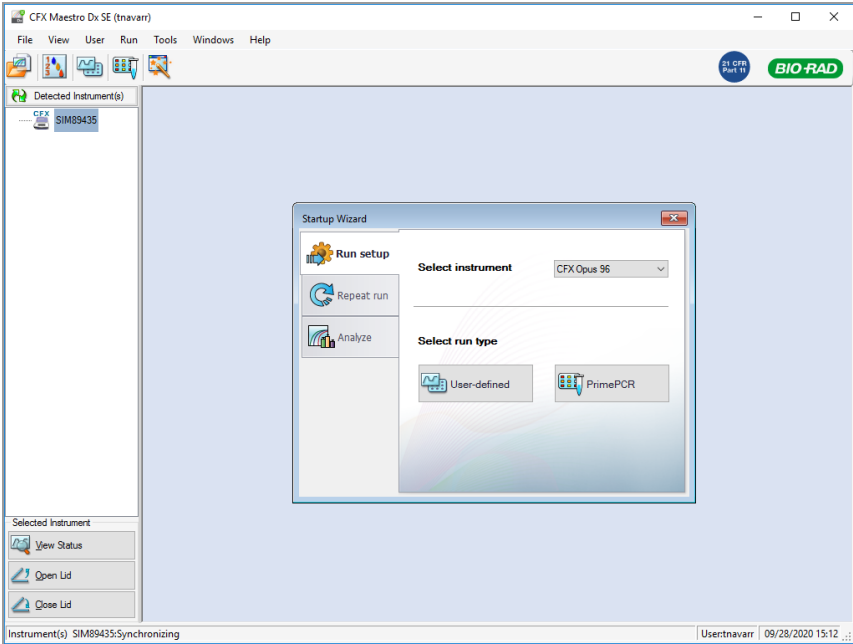 CFX Maestro Dx SE (tnavarr)
File View User Run Tools Windows Help
21 CFR
Part 11
BIO-RAD
Detected Instrument(s)
CFX
SIM89435
Startup Wizard
Run setup
Repeat run
Analyze
Select instrument
CFX Opus 96
Select run type
User-defined
PrimePCR
Selected Instrument
View Status
Open Lid
Close Lid
Instrument(s) SIM89435:Synchronizing
User:tnavarr
09/28/2020 15:12